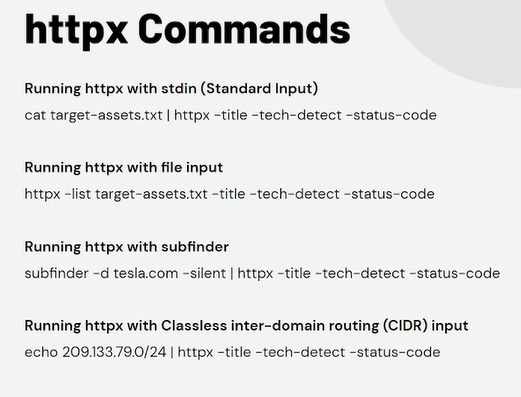 httpx Commands
Running httpx with stdin (Standard Input)
cat target-assets.txt | httpx -title -tech-detect -status-code
Running httpx with file input
httpx -list target-assets.txt -title -tech-detect -status-code
Running httpx with subfinder
subfinder -d tesla.com -silent | httpx -title -tech-detect -status-code
Running httpx with Classless inter-domain routing (CIDR) input
echo 209.133.79.0/24 | httpx -title -tech-detect -status-code